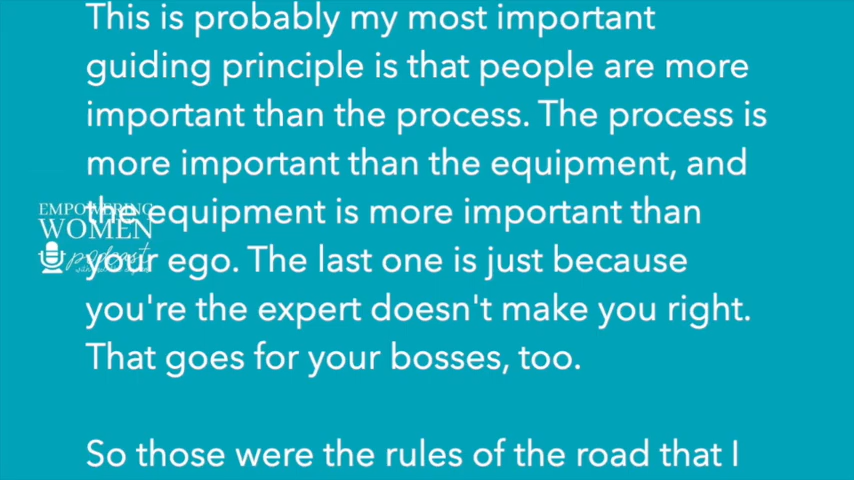 This is probably my most important
guiding principle is that people are more
important than the process. The process is
more important than the equipment, and
the equipment is more important than
your ego. The last one is just because
you're the expert doesn't make you right.
That goes for your bosses, too.
So those were the rules of the road that I
EMPOWERING
WOMEN
podcast